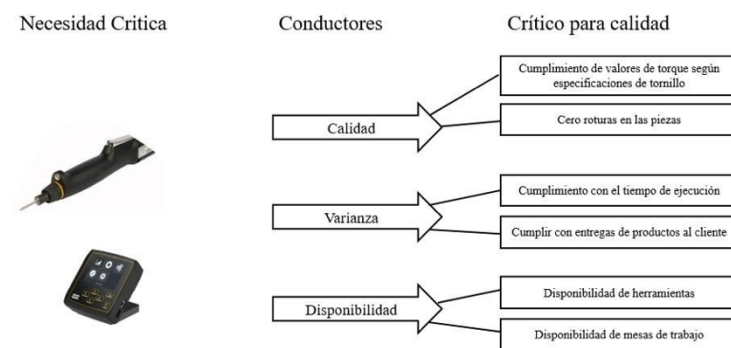 Necesidad Critica
Conductores
Crítico para calidad
Calidad
Cumplimiento de valores de torque según
especificaciones de tornillo
Cero roturas en las piezas
Varianza
Cumplimiento con el tiempo de ejecución
Cumplir con entregas de productos al cliente
Disponibilidad
Disponibilidad de herramientas
Disponibilidad de mesas de trabajo